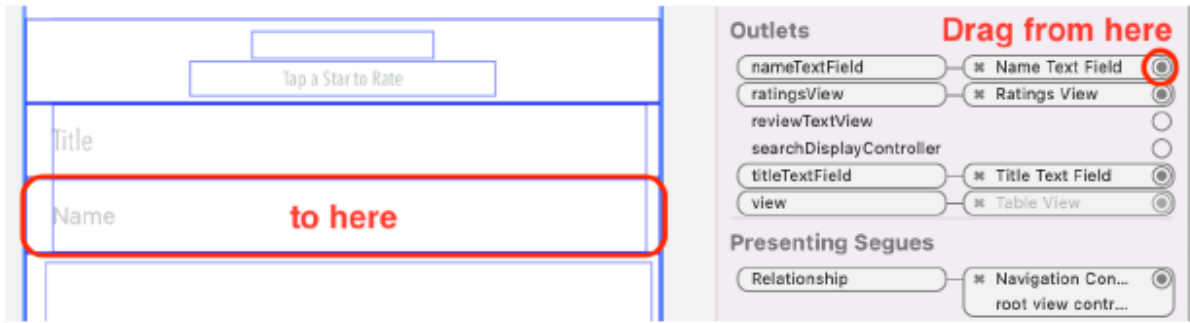 Tap a Star to Rate
Title
Name
to here
Outlets
Drag from here
nameTextField
Name Text Field
ratingsView
Ratings View
reviewTextView
searchDisplayController
titleTextField
Title Text Field
view
Table View
Presenting Segues
Relationship
Navigation Con...
root view contr...